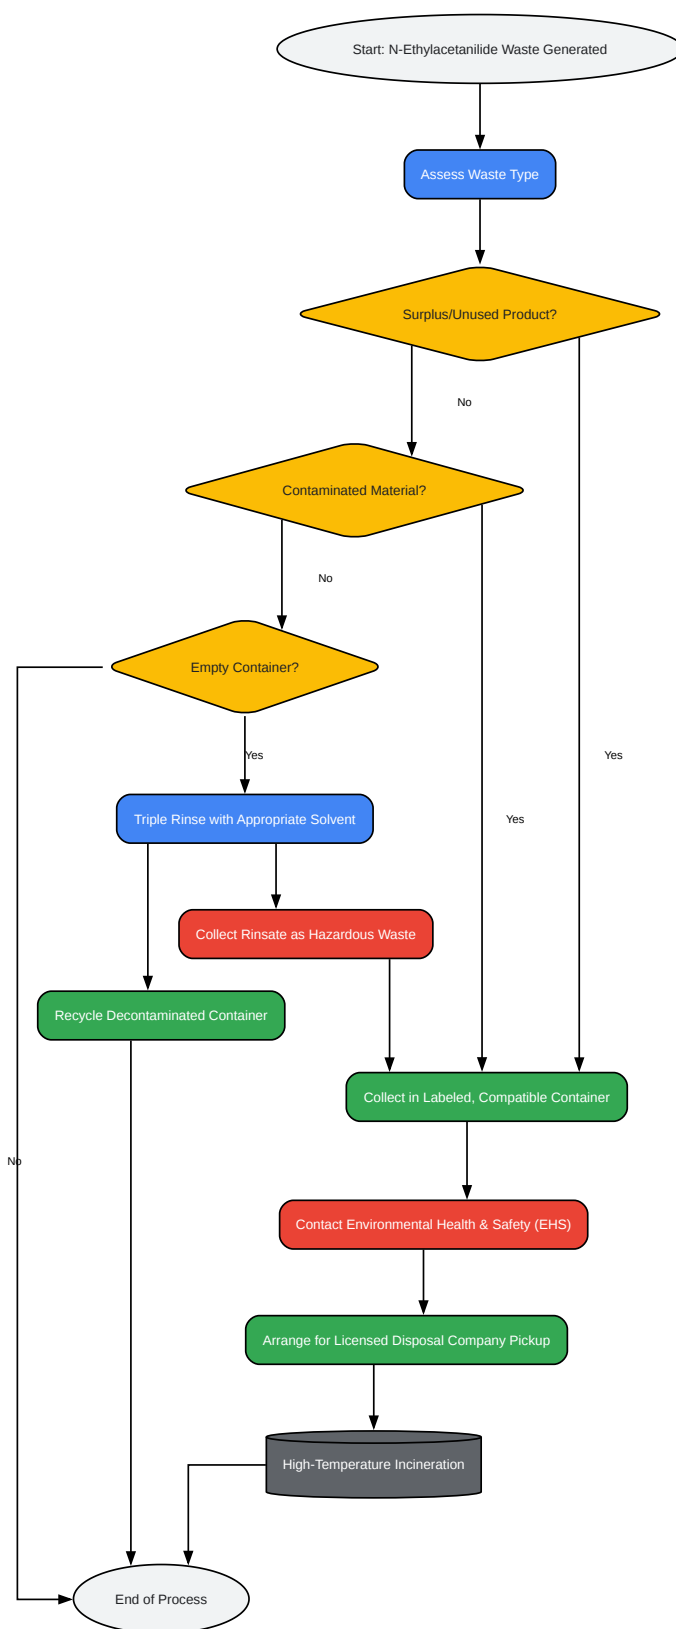 Start: N-Ethylacetanilide Waste Generated
Assess Waste Type
Surplus/Unused Product?
No
Contaminated Material?
No
Empty Container?
Yes
Yes
Triple Rinse with Appropriate Solvent
Yes
Collect Rinsate as Hazardous Waste
Recycle Decontaminated Container
Collect in Labeled, Compatible Container
No
Contact Environmental Health & Safety (EHS)
Arrange for Licensed Disposal Company Pickup
High-Temperature Incineration
End of Process